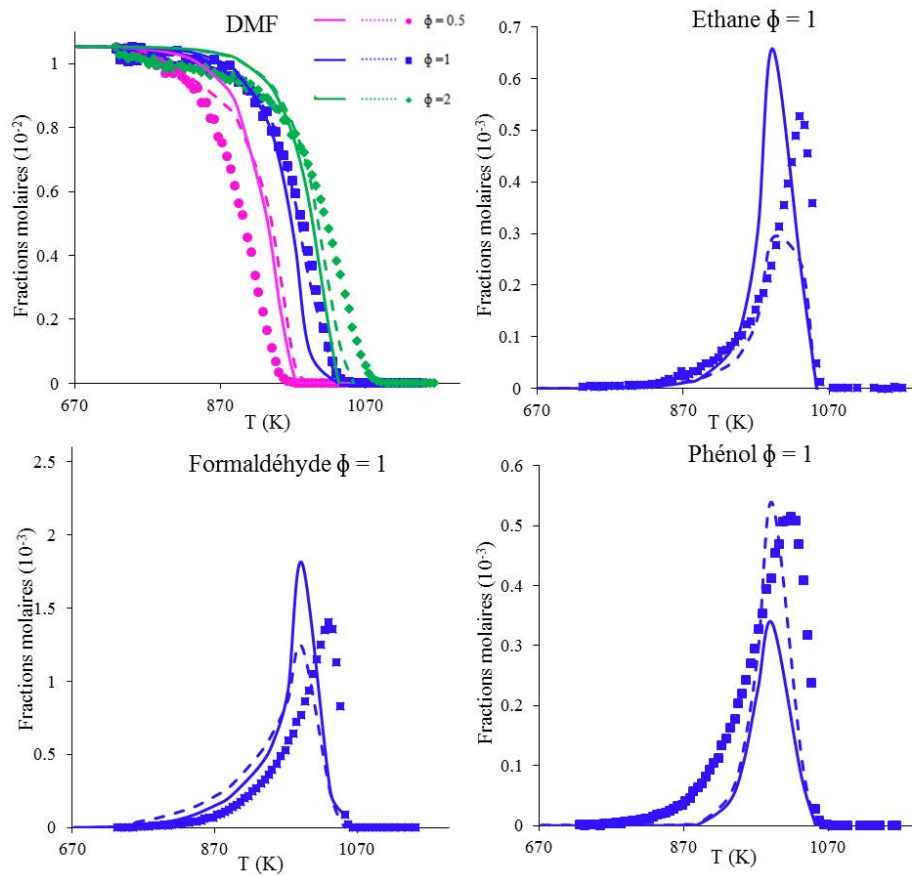 DMF
ϕ = 0.5
ϕ =1
ϕ =2
Fractions molaires (10⁻²)
1
0.8
0.6
0.4
0.2
0
670
870
1070
T (K)
Ethane ϕ = 1
Fractions molaires (10⁻³)
0.7
0.6
0.5
0.4
0.3
0.2
0.1
0
670
870
1070
T (K)
Formaldéhyde ϕ = 1
Fractions molaires (10⁻³)
2.5
2
1.5
1
0.5
0
670
870
1070
T (K)
Phénol ϕ = 1
Fractions molaires (10⁻³)
0.6
0.5
0.4
0.3
0.2
0.1
0
670
870
1070
T (K)